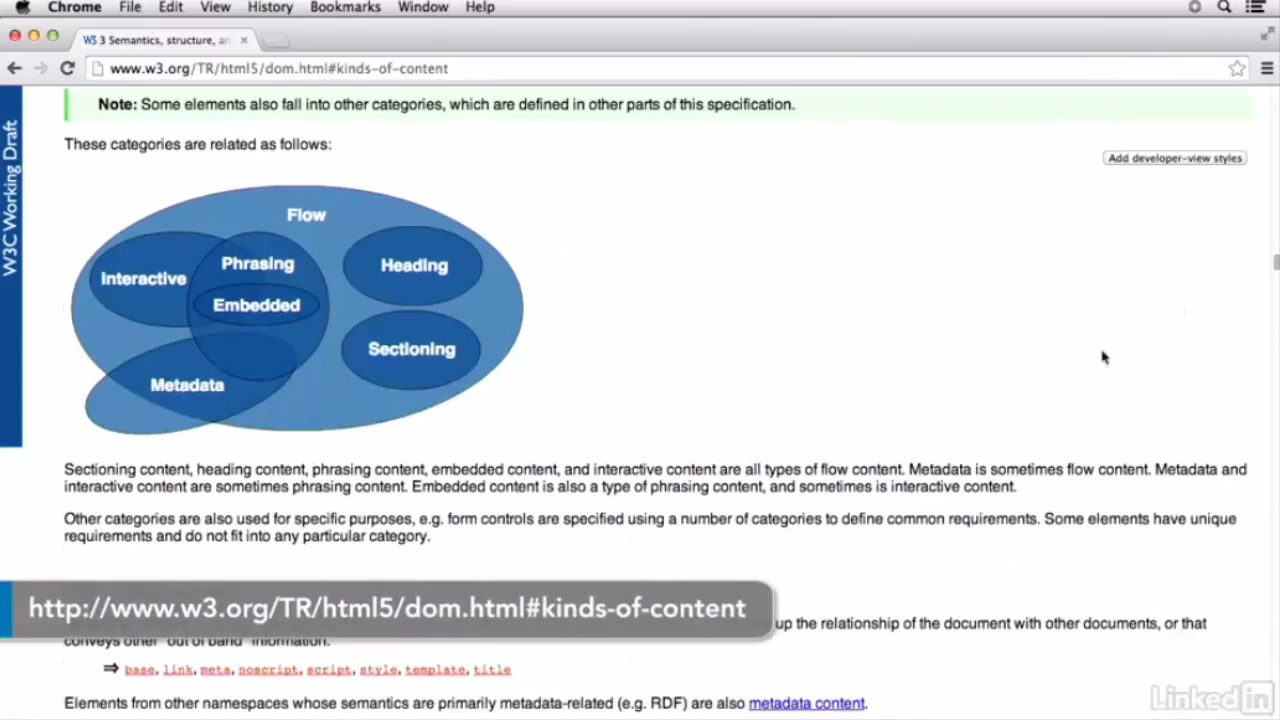 Chrome File Edit View History Bookmarks Window Help
W3 3 Semantics, structure, an
www.w3.org/TR/html5/dom.html#kinds-of-content
W3C Working Draft
Note: Some elements also fall into other categories, which are defined in other parts of this specification.
These categories are related as follows:
Add developer-view styles
Flow
Interactive
Phrasing
Heading
Embedded
Sectioning
Metadata
Sectioning content, heading content, phrasing content, embedded content, and interactive content are all types of flow content. Metadata is sometimes flow content. Metadata and
interactive content are sometimes phrasing content. Embedded content is also a type of phrasing content, and sometimes is interactive content.
Other categories are also used for specific purposes, e.g. form controls are specified using a number of categories to define common requirements. Some elements have unique
requirements and do not fit into any particular category.
http://www.w3.org/TR/html5/dom.html#kinds-of-content
up the relationship of the document with other documents, or that
conveys other "out of band" information.
⇒ base, link, meta, noscript, script, style, template, title
Elements from other namespaces whose semantics are primarily metadata-related (e.g. RDF) are also metadata content.
Linked in